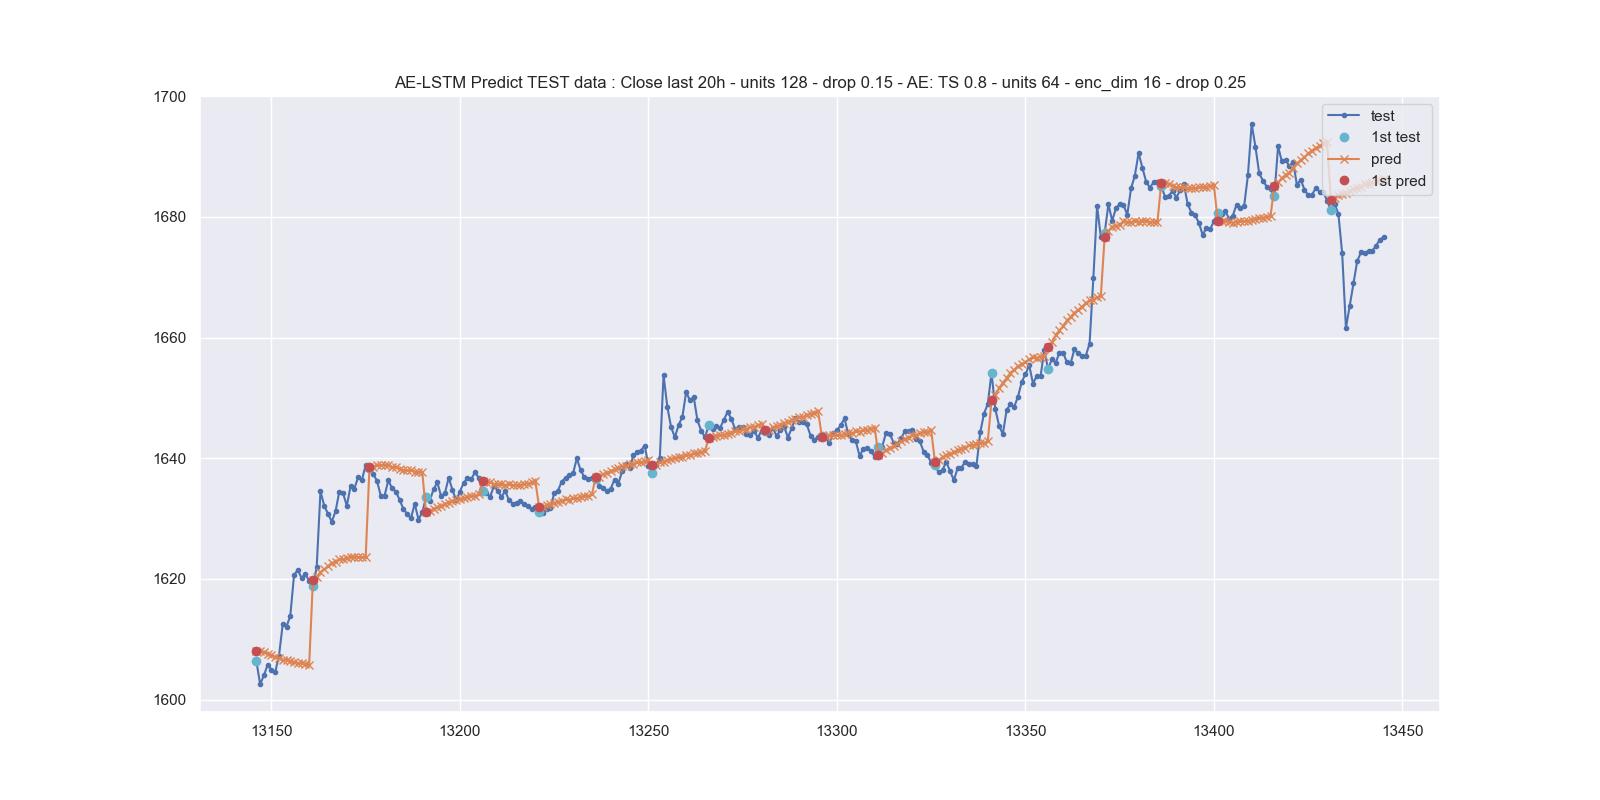 AE-LSTM Predict TEST data : Close last 20h - units 128 - drop 0.15 - AE: TS 0.8 - units 64 - enc_dim 16 - drop 0.25
1700
1680
1660
1640
1620
1600
test
1st test
pred
1st pred
13150
13200
13250
13300
13350
13400
13450